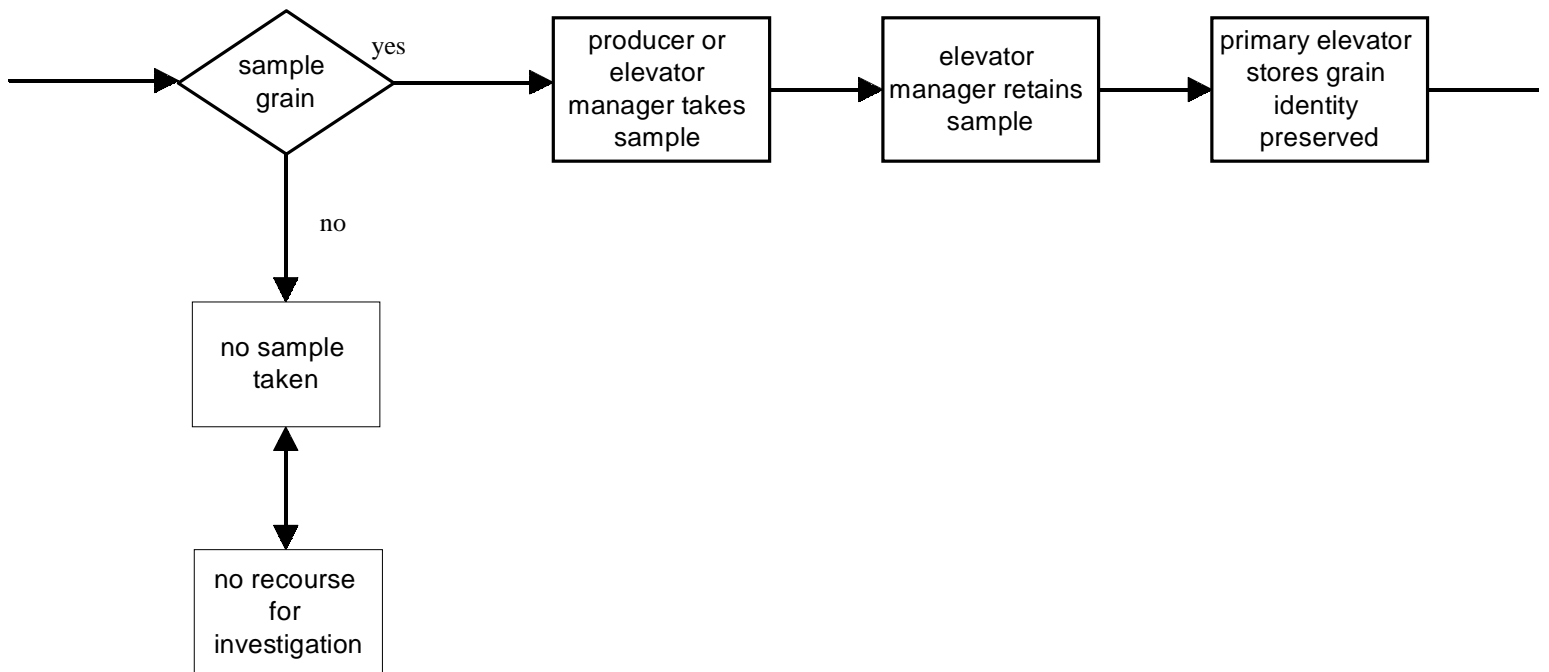 sample
grain
yes
producer or
elevator
manager takes
sample
elevator
manager retains
sample
primary elevator
stores grain
identity
preserved
no
no sample
taken
no recourse
for
investigation